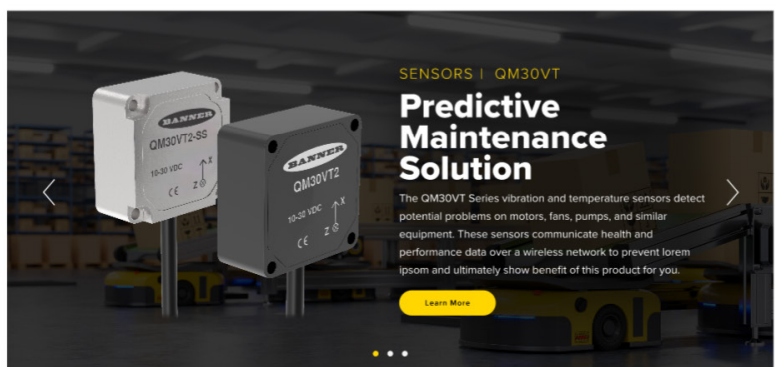 SENSORS | QM30VT
Predictive
Maintenance
Solution
The QM30VT Series vibration and temperature sensors detect
potential problems on motors, fans, pumps, and similar
equipment. These sensors communicate health and
performance data over a wireless network to prevent lorem
ipsom and ultimately show benefit of this product for you.
Learn More
BANNER
QM30VT2-SS
10-30 VDC
X
Z
CE
BANNER
QM30VT2
10-30 VDC
X
Z
CE